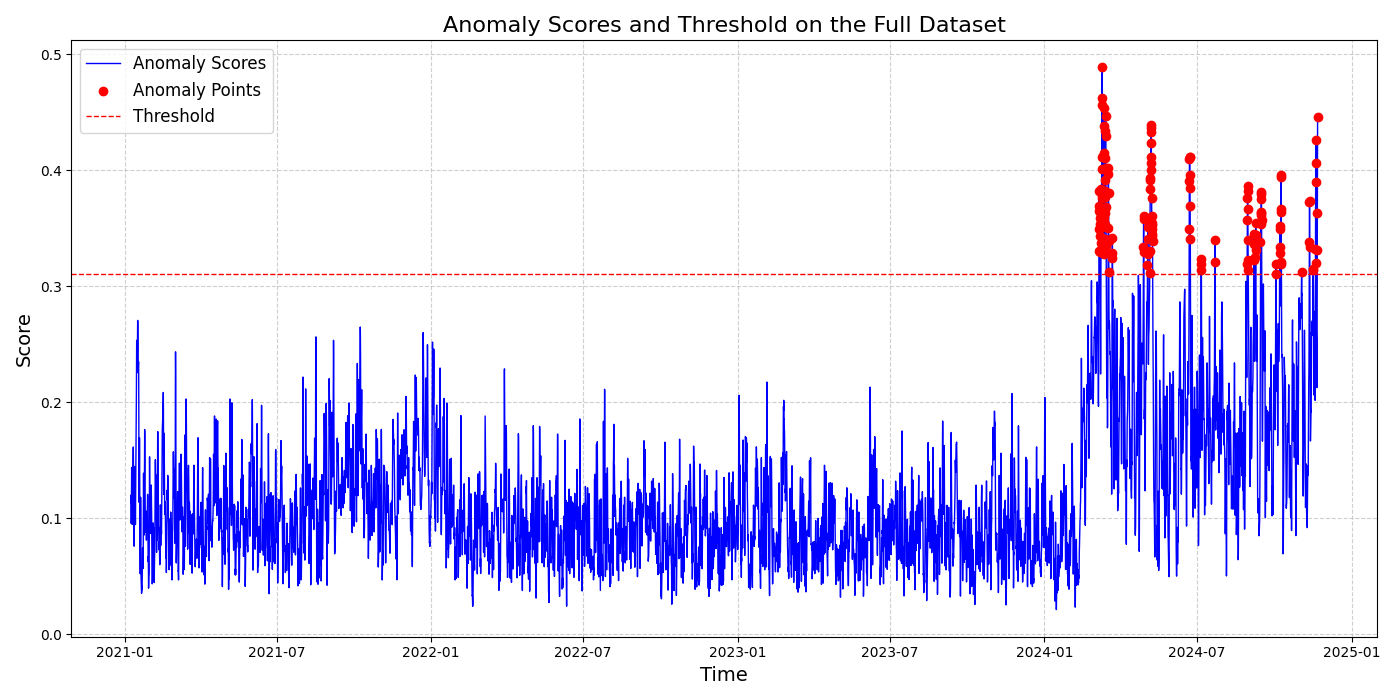 Anomaly Scores and Threshold on the Full Dataset
Anomaly Scores
Anomaly Points
Threshold
Score
0.5
0.4
0.3
0.2
0.1
0.0
2021-01 2021-07 2022-01 2022-07 2023-01 2023-07 2024-01 2024-07 2025-01
Time